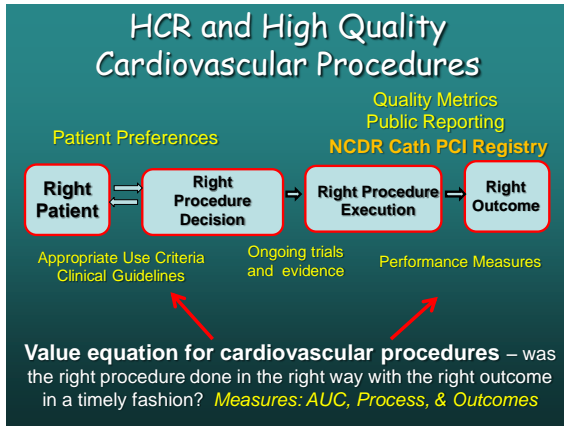 HCR and High Quality
Cardiovascular Procedures
Quality Metrics
Public Reporting
Patient Preferences
NCDR Cath PCI Registry
Right
Patient
Right
Procedure
Decision
Right Procedure
Execution
Right
Outcome
Appropriate Use Criteria
Clinical Guidelines
Ongoing trials
and evidence
Performance Measures
Value equation for cardiovascular procedures – was
the right procedure done in the right way with the right outcome
in a timely fashion? Measures: AUC, Process, & Outcomes